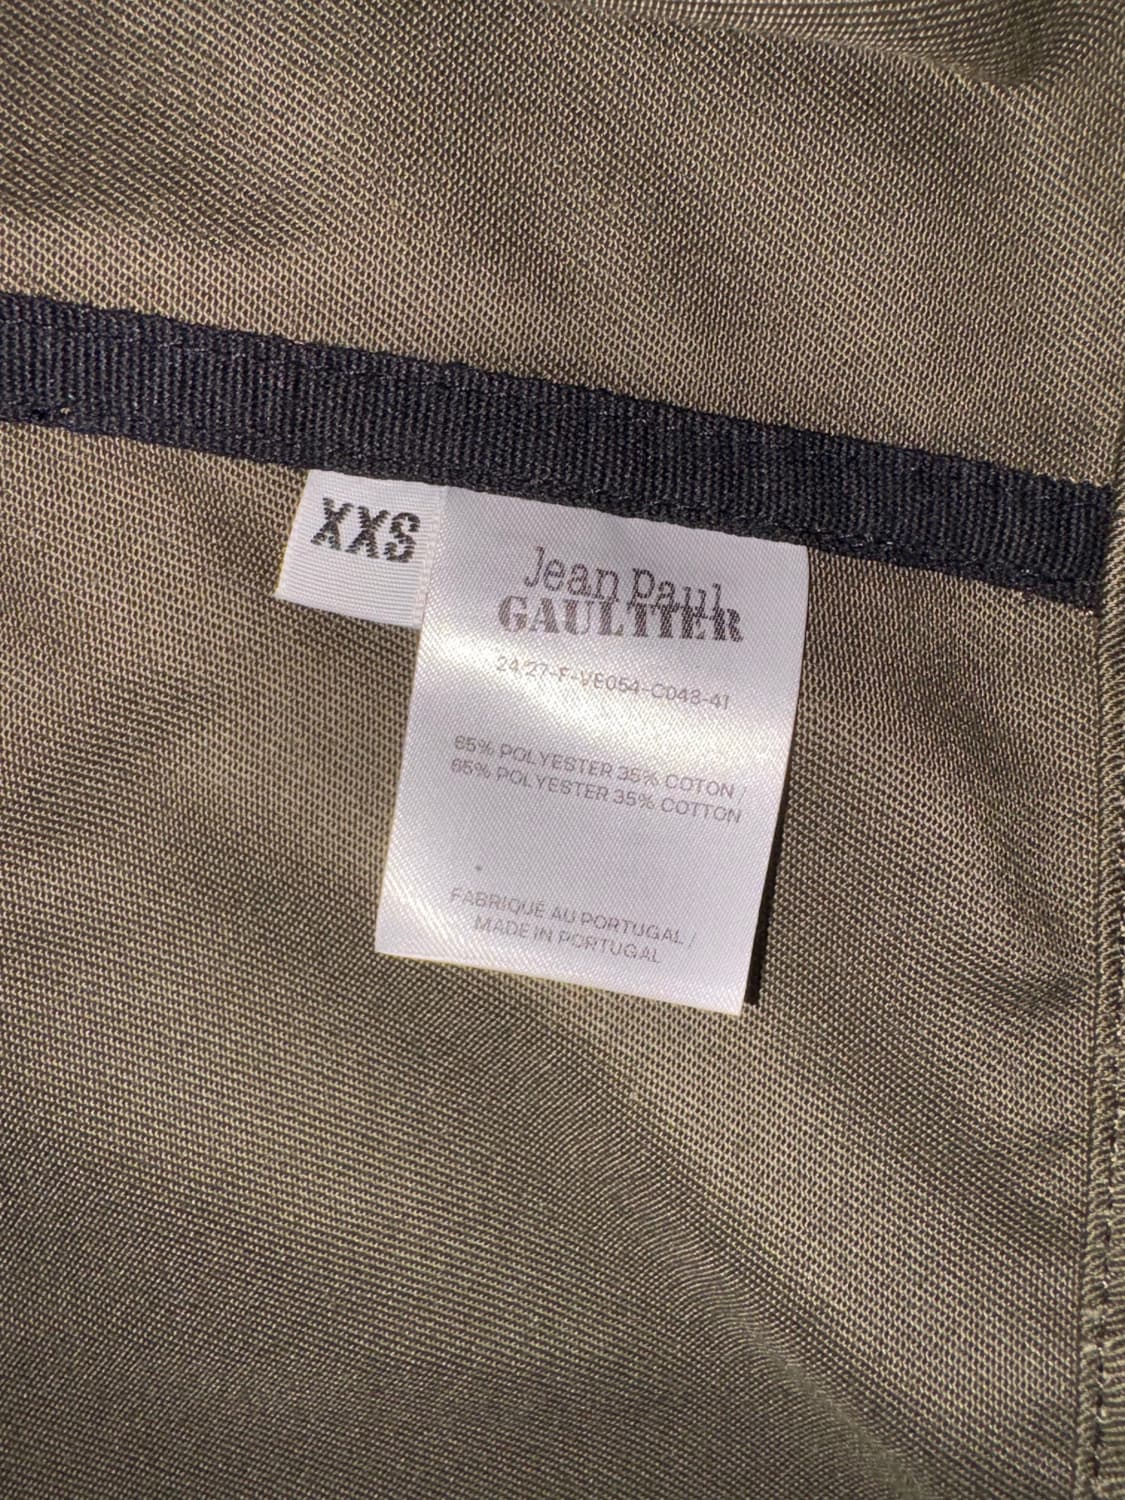 XXS
Jean Paul
GAULTIER
24/27-F-VE054-C048-41
65% POLYESTER 35% COTON /
65% POLYESTER 35% COTTON
FABRIQUÉ AU PORTUGAL /
MADE IN PORTUGAL